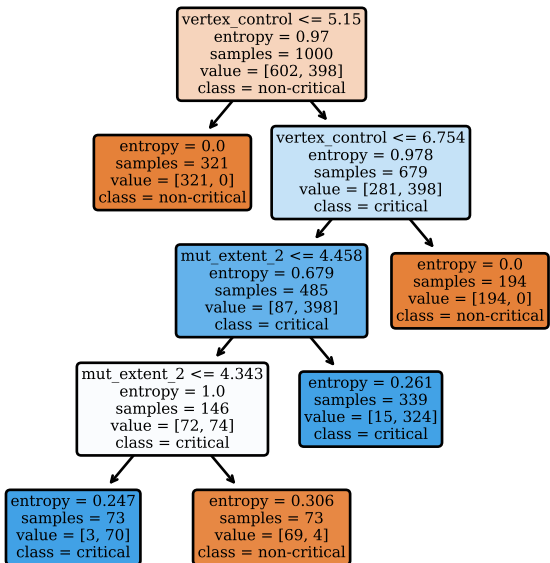 vertex_control <= 5.15
entropy = 0.97
samples = 1000
value = [602, 398]
class = non-critical
entropy = 0.0
samples = 321
value = [321, 0]
class = non-critical
vertex_control <= 6.754
entropy = 0.978
samples = 679
value = [281, 398]
class = critical
mut_extent_2 <= 4.458
entropy = 0.679
samples = 485
value = [87, 398]
class = critical
entropy = 0.0
samples = 194
value = [194, 0]
class = non-critical
mut_extent_2 <= 4.343
entropy = 1.0
samples = 146
value = [72, 74]
class = critical
entropy = 0.261
samples = 339
value = [15, 324]
class = critical
entropy = 0.247
samples = 73
value = [3, 70]
class = critical
entropy = 0.306
samples = 73
value = [69, 4]
class = non-critical